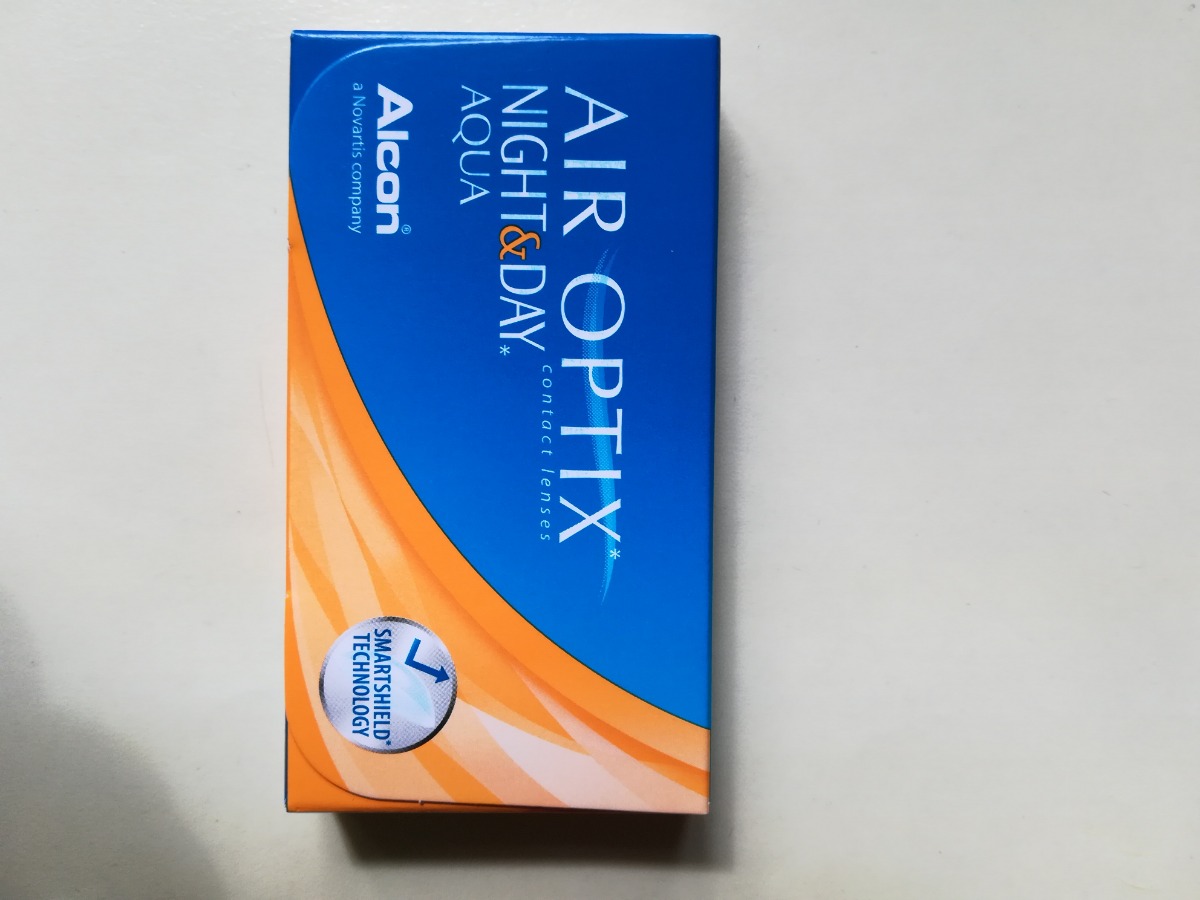 AIR OPTIX*
NIGHT&DAY*
contact lenses
AQUA
Alcon®
a Novartis company
SMARTSHIELD*
TECHNOLOGY